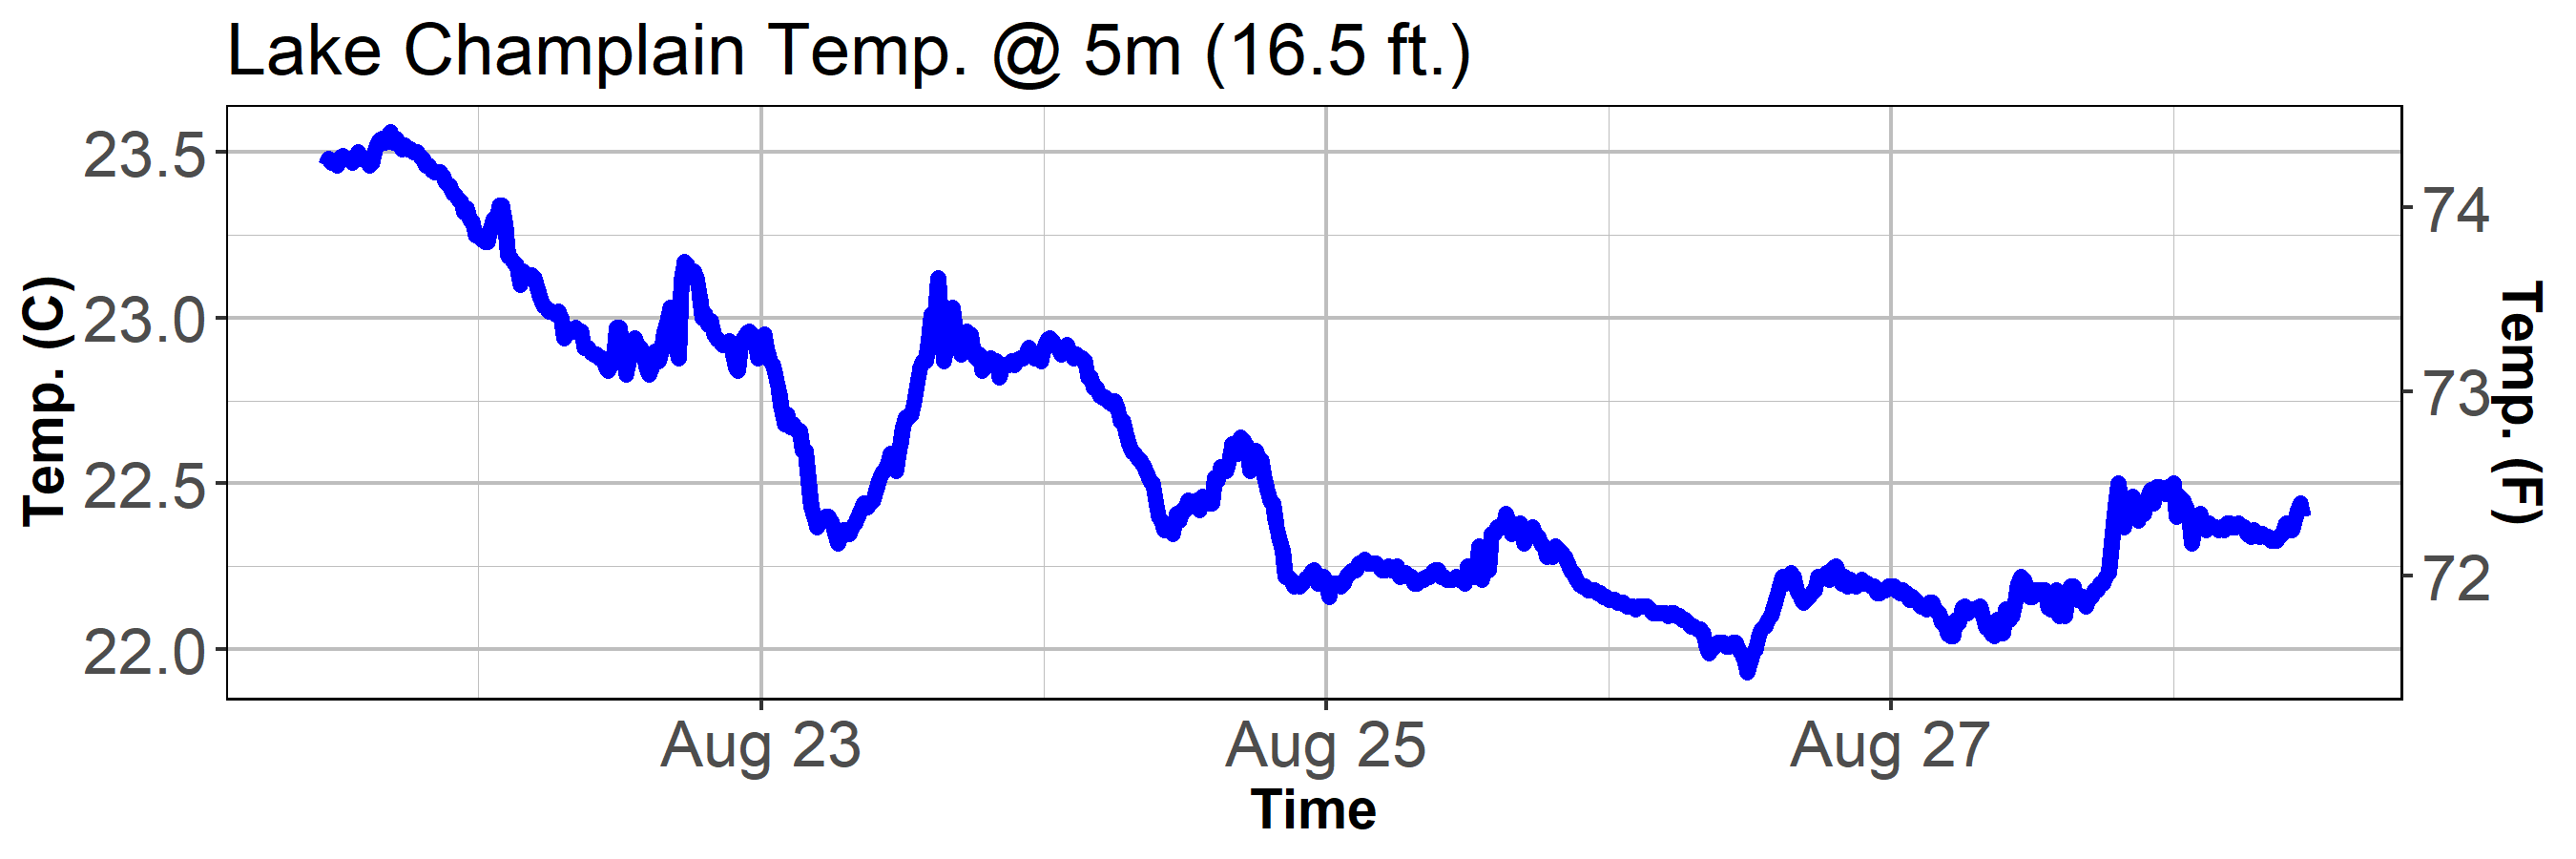 Lake Champlain Temp. @ 5m (16.5 ft.)
Temp. (C)
23.5
23.0
22.5
22.0
74
73
72
Temp. (F)
Aug 23
Aug 25
Aug 27
Time